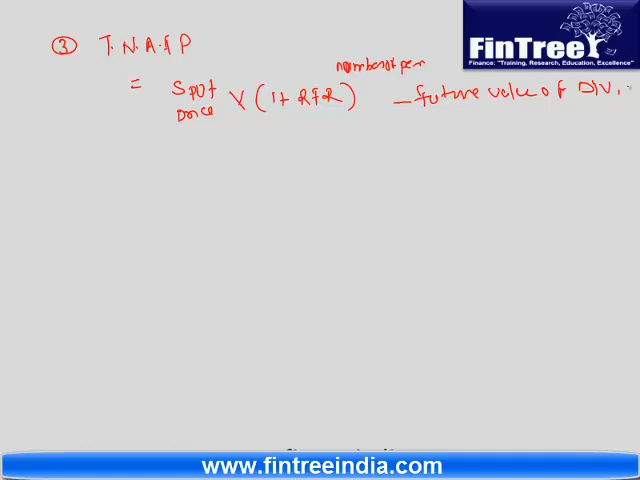 FinTree
Finance: "Training, Research, Education, Excellence"
③ T. N. A. F P
number of per
= Spot price × (1+ RFR) – future value of DIV.
www.fintreeindia.com